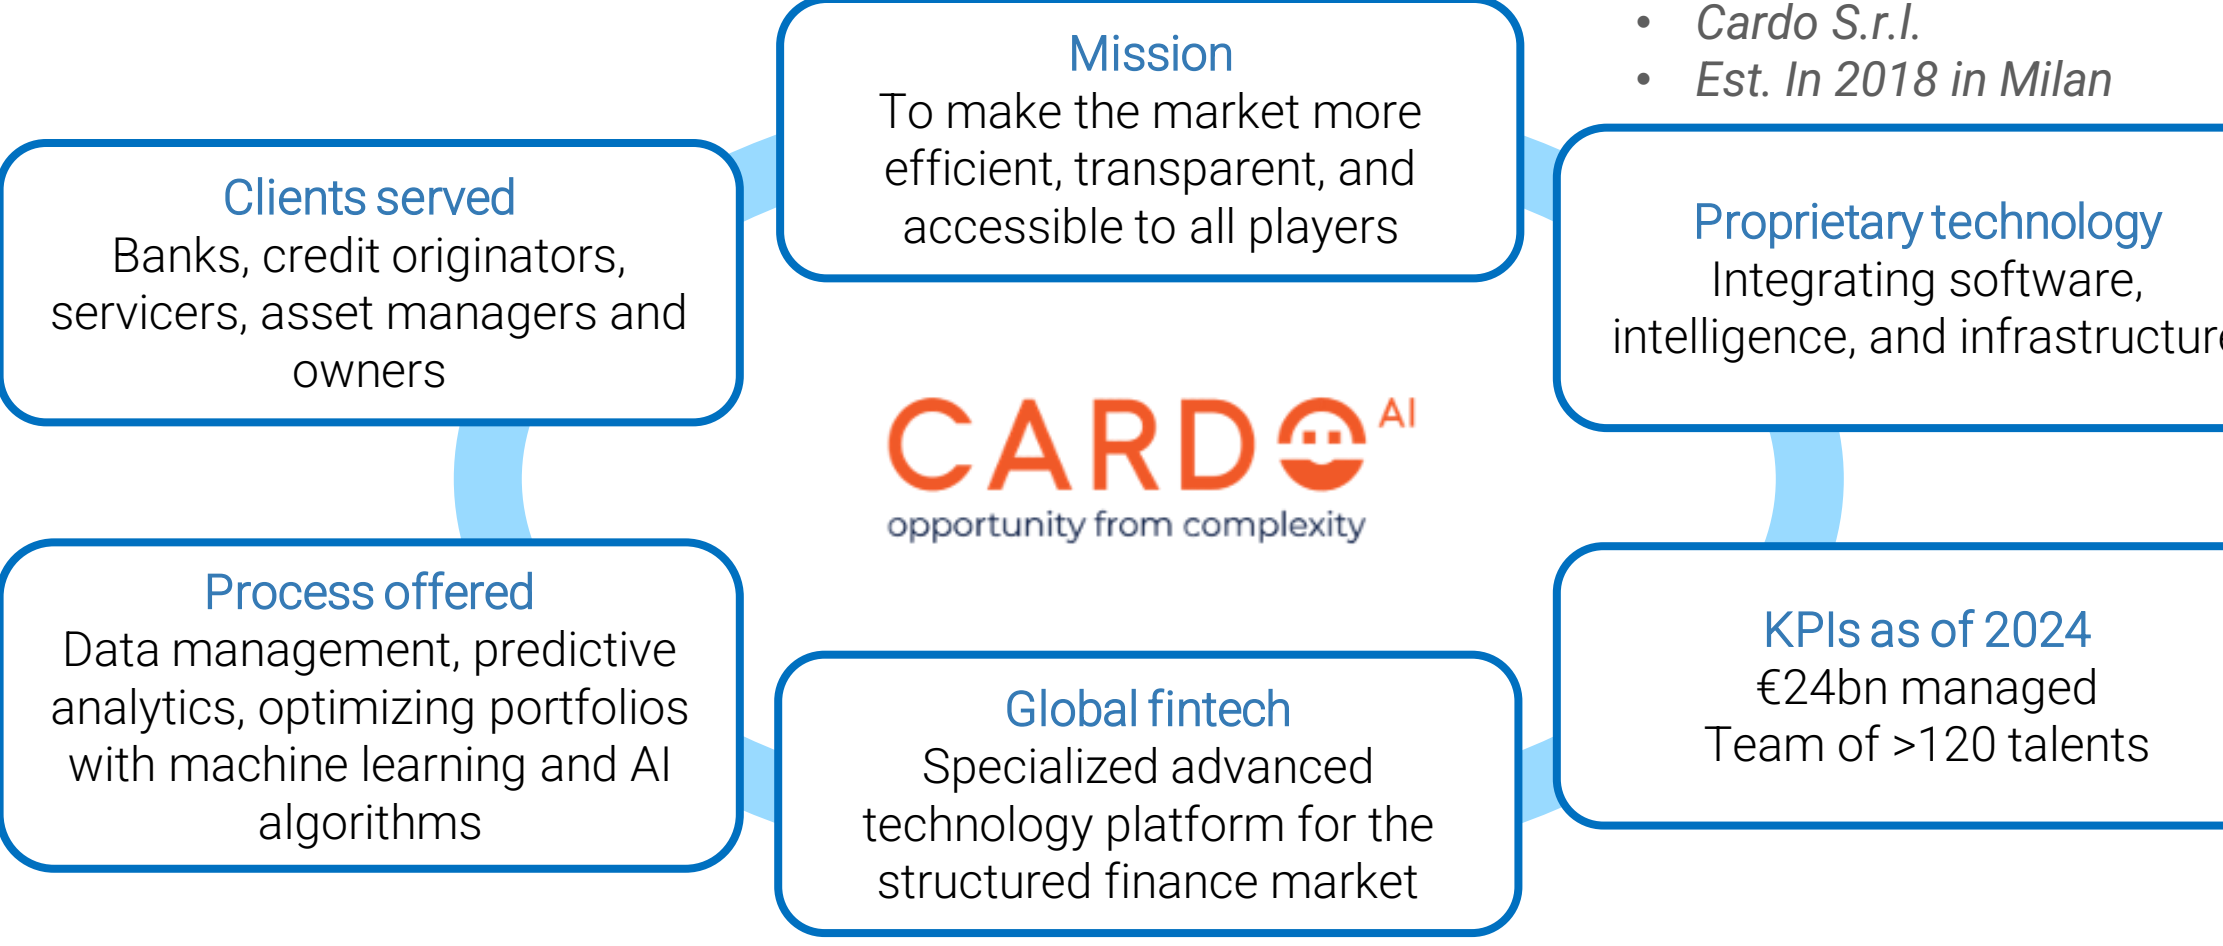 • Cardo S.r.l.
• Est. In 2018 in Milan
Mission
To make the market more
efficient, transparent, and
accessible to all players
Clients served
Banks, credit originators,
servicers, asset managers and
owners
Proprietary technology
Integrating software,
intelligence, and infrastructure
CARDO AI
opportunity from complexity
Process offered
Data management, predictive
analytics, optimizing portfolios
with machine learning and AI
algorithms
Global fintech
Specialized advanced
technology platform for the
structured finance market
KPIs as of 2024
€24bn managed
Team of >120 talents